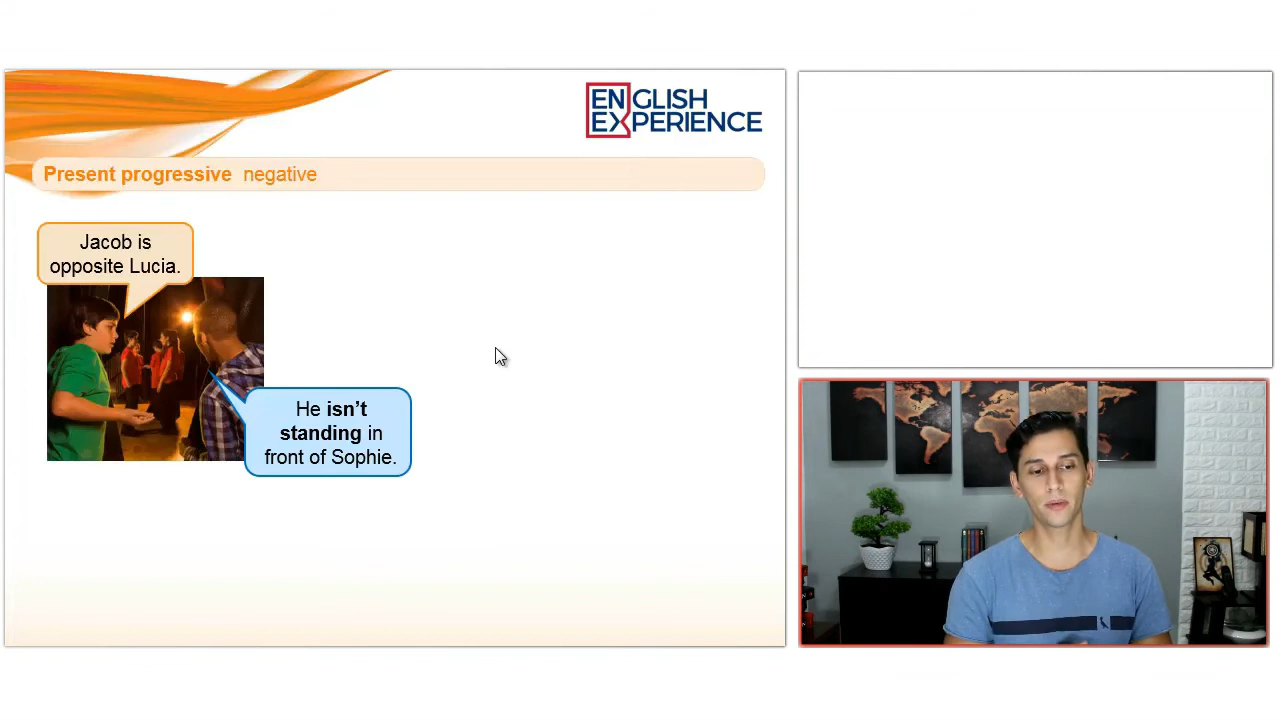 ENGLISH
EXPERIENCE
Present progressive negative
Jacob is
opposite Lucia.
He isn’t
standing in
front of Sophie.